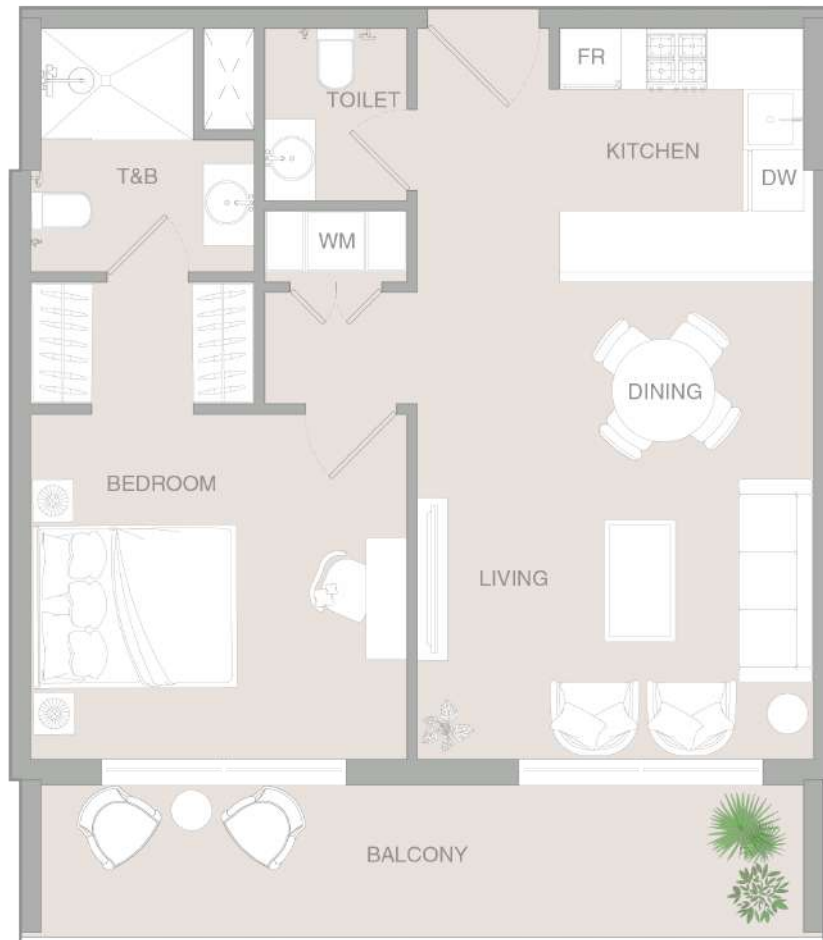 FR
TOILET
KITCHEN
T&B
DW
WM
DINING
BEDROOM
LIVING
BALCONY